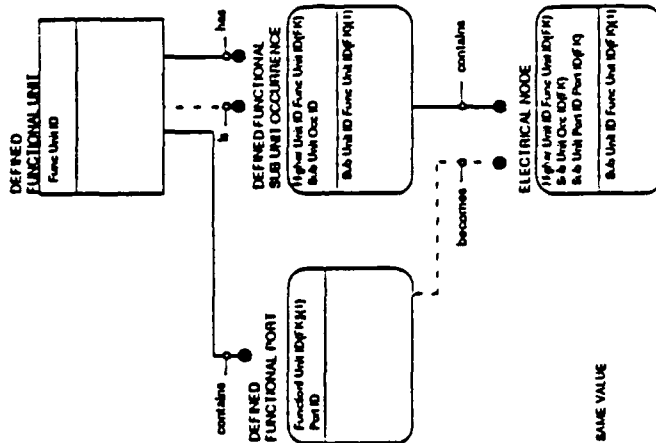 DEFINED
FUNCTIONAL UNIT
Func Unit ID
contains
is
has
DEFINED
FUNCTIONAL PORT
Functionl Unit ID(FK)(1)
Port ID
DEFINED FUNCTIONAL
SUB UNIT OCCURRENCE
Higher Unit ID Func Unit ID(FK)
Sub Unit Occ ID
Sub Unit ID Func Unit ID(FK)(1)
becomes
contains
ELECTRICAL NODE
Higher Unit ID Func Unit ID(FK)
Sub Unit Occ ID(FK)
Sub Unit Port ID Port ID(FK)
Sub Unit ID Func Unit ID(FK)(1)
SAME VALUE